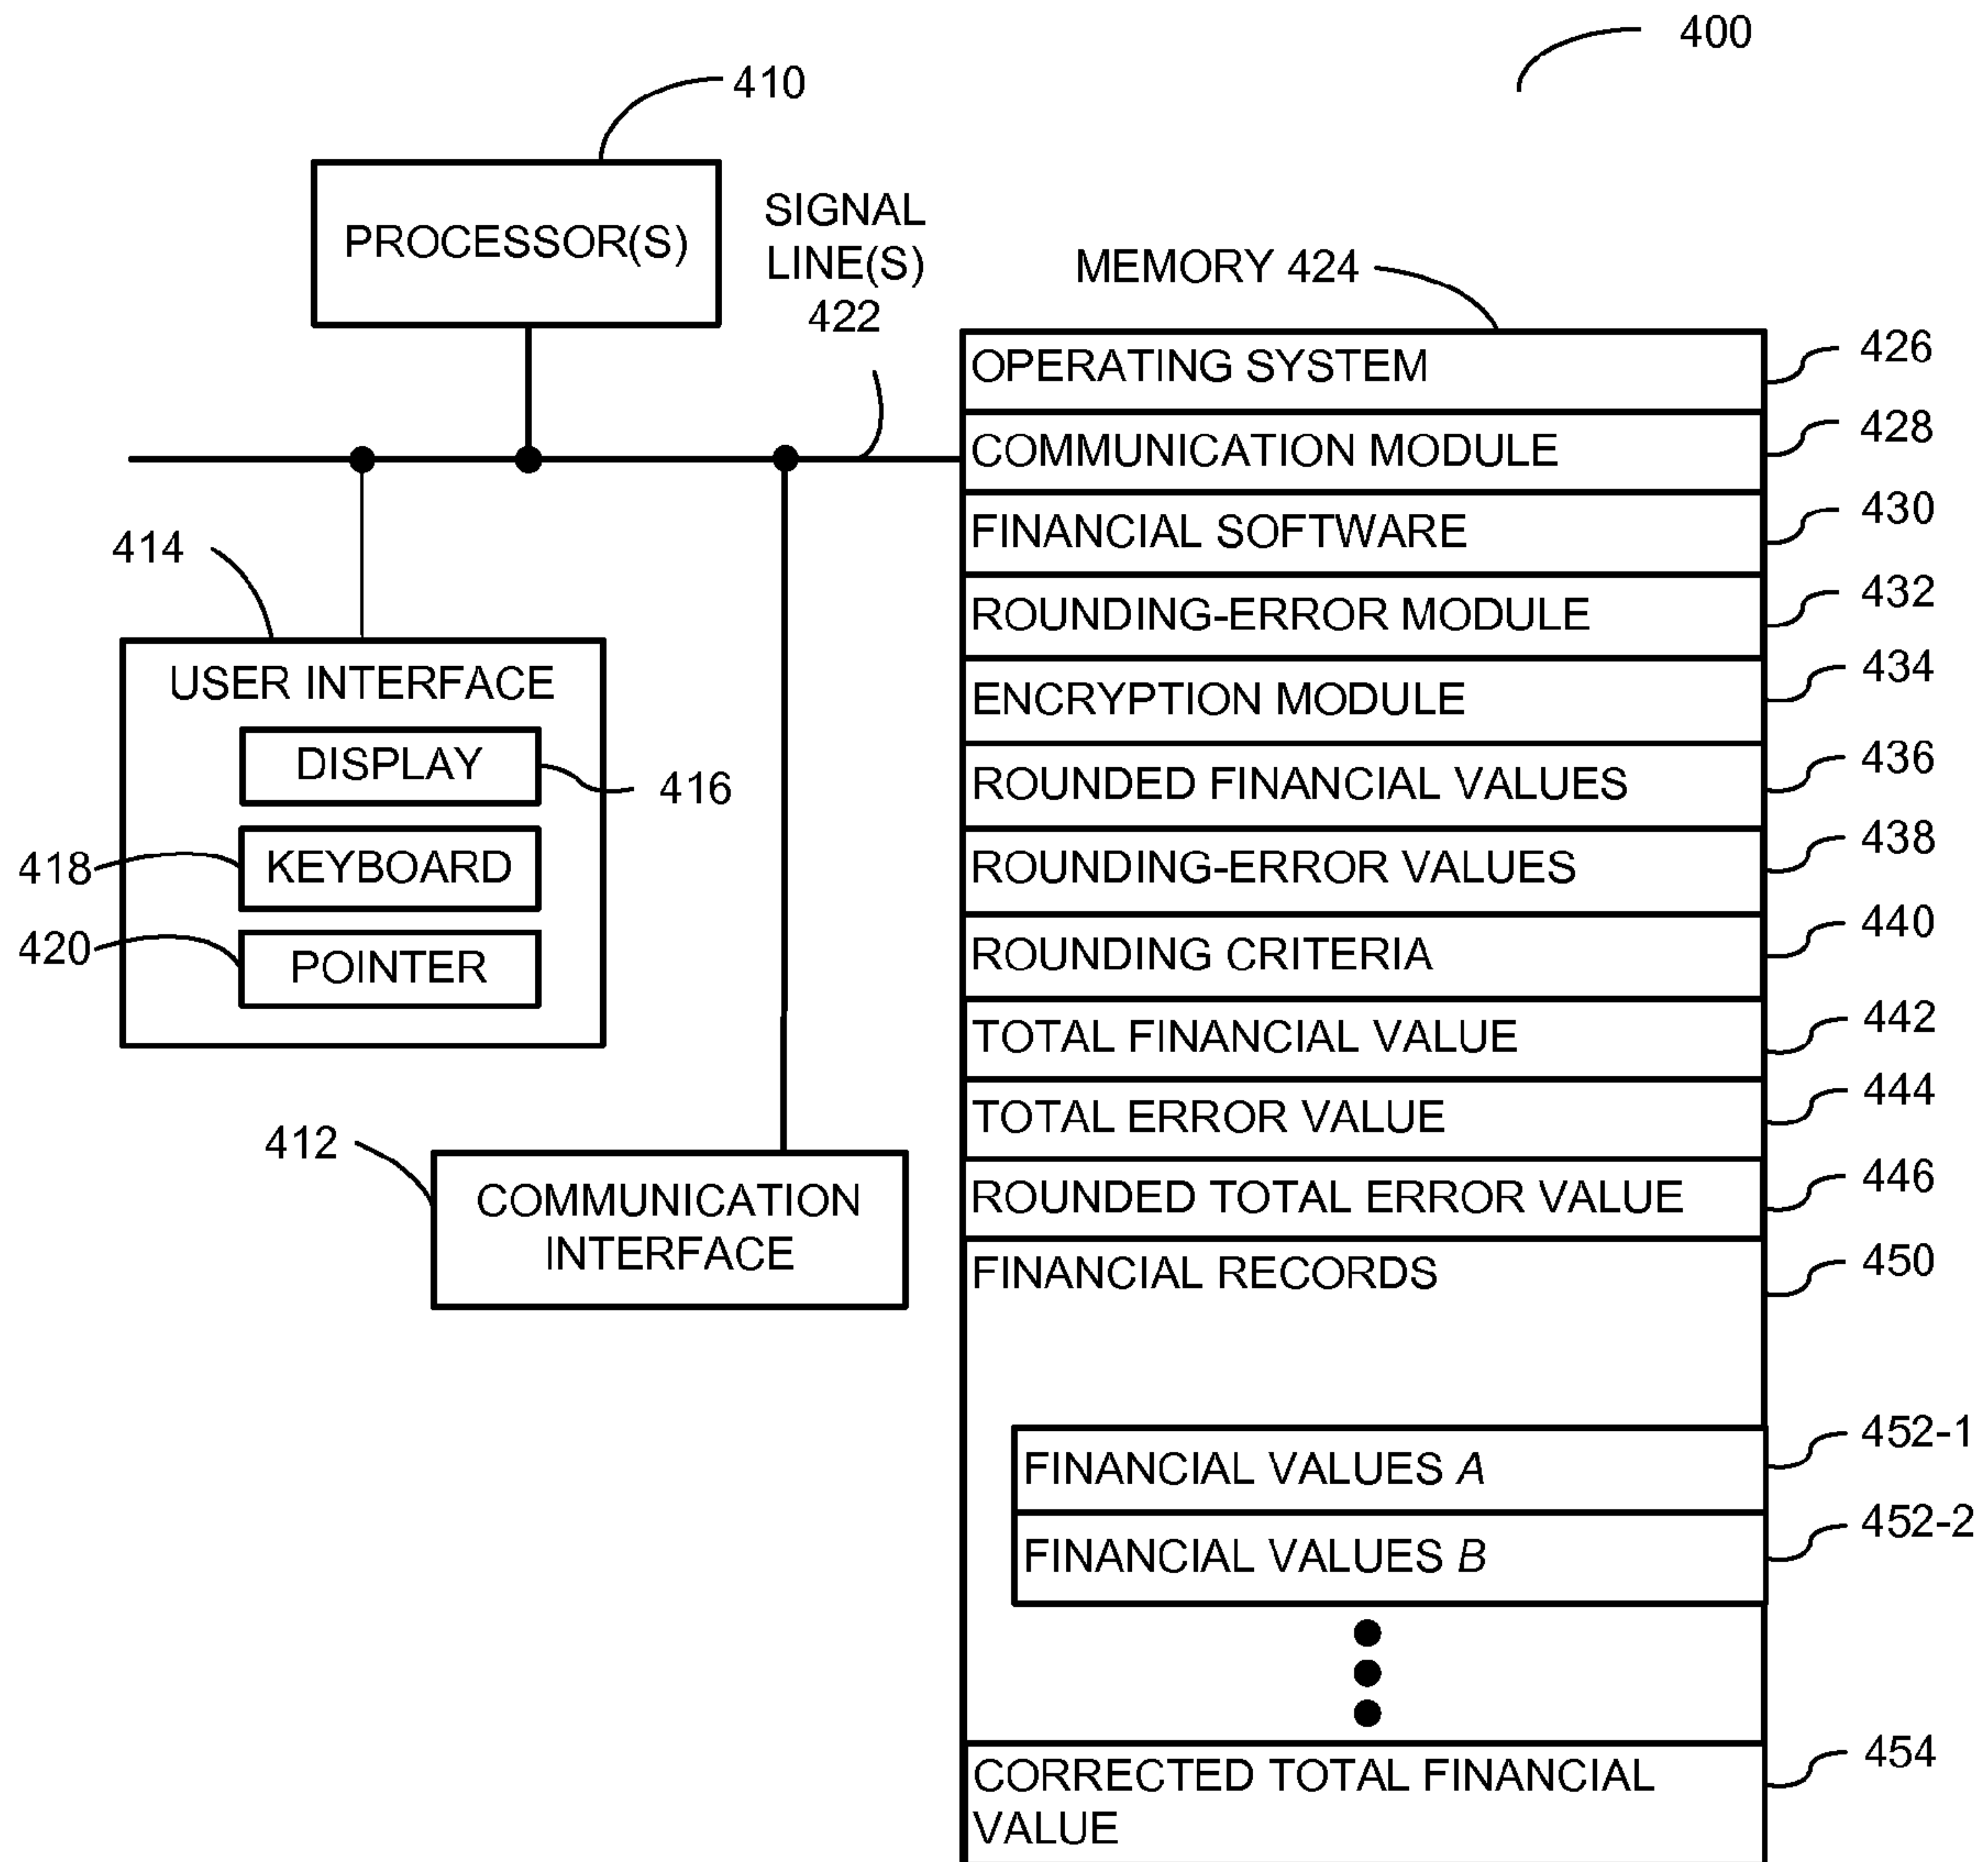 400
410
PROCESSOR(S)
SIGNAL
LINE(S)
422
MEMORY 424
OPERATING SYSTEM
426
COMMUNICATION MODULE
428
FINANCIAL SOFTWARE
430
ROUNDING-ERROR MODULE
432
ENCRYPTION MODULE
434
ROUNDED FINANCIAL VALUES
436
ROUNDING-ERROR VALUES
438
ROUNDING CRITERIA
440
TOTAL FINANCIAL VALUE
442
TOTAL ERROR VALUE
444
ROUNDED TOTAL ERROR VALUE
446
FINANCIAL RECORDS
450
FINANCIAL VALUES A
452-1
FINANCIAL VALUES B
452-2
CORRECTED TOTAL FINANCIAL
VALUE
454
414
USER INTERFACE
DISPLAY
416
418
KEYBOARD
420
POINTER
412
COMMUNICATION
INTERFACE